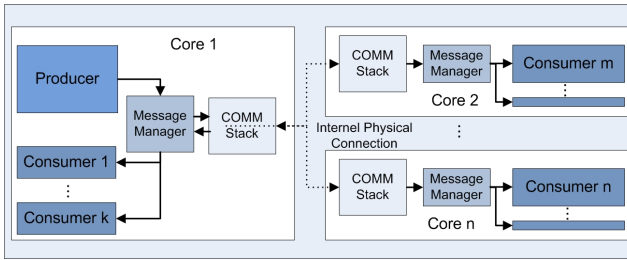 Core 1
Producer
Message
Manager
COMM
Stack
Consumer 1
⋮
Consumer k
Internel Physical
Connection
COMM
Stack
Message
Manager
Consumer m
⋮
Core 2
⋮
COMM
Stack
Message
Manager
Consumer n
⋮
Core n